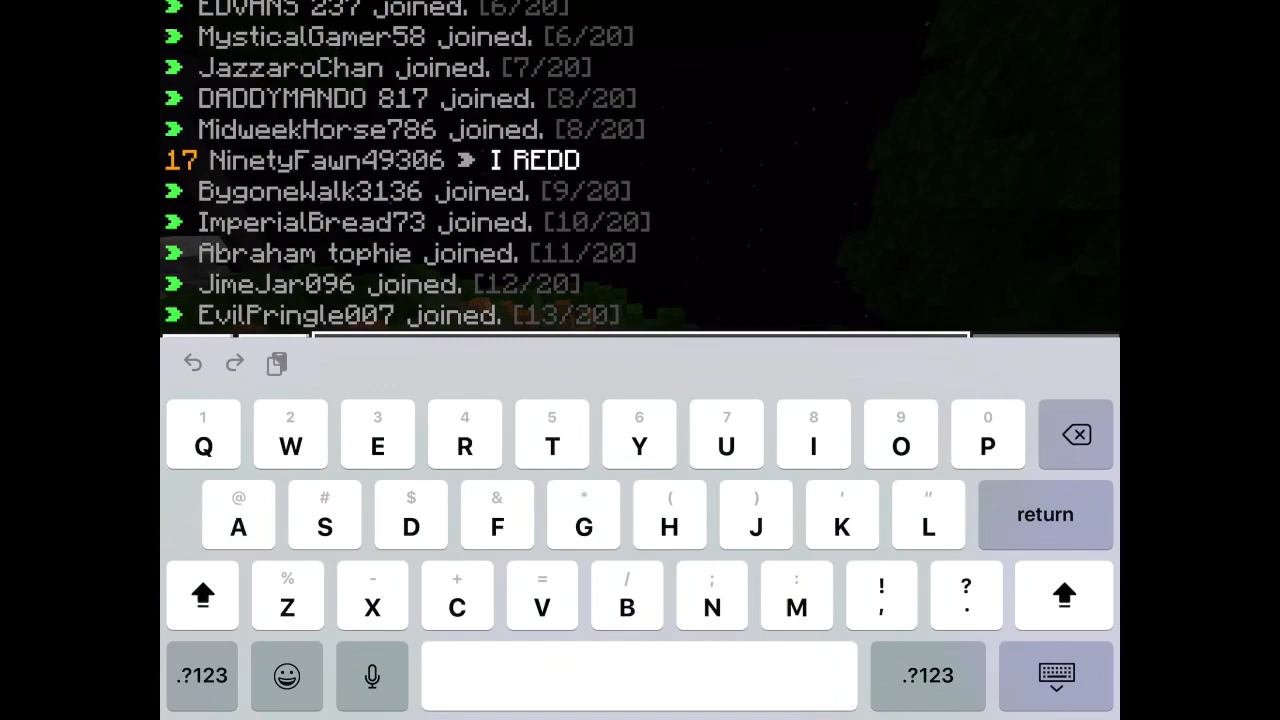 EDVANS 237 joined. [6/20]
MysticalGamer58 joined. [6/20]
JazzaroChan joined. [7/20]
DADDYMANDO 817 joined. [8/20]
MidweekHorse786 joined. [8/20]
17 NinetyFawn49306 I REDD
BygoneWalk3136 joined. [9/20]
ImperialBread73 joined. [10/20]
Abraham tophie joined. [11/20]
JimeJar096 joined. [12/20]
EvilPringle007 joined. [13/20]
1 2 3 4 5 6 7 8 9 0
Q W E R T Y U I O P
@ # $ & * ( ) ' "
A S D F G H J K L return
% - + = / ; : ! ?
Z X C V B N M , .
.?123 .?123